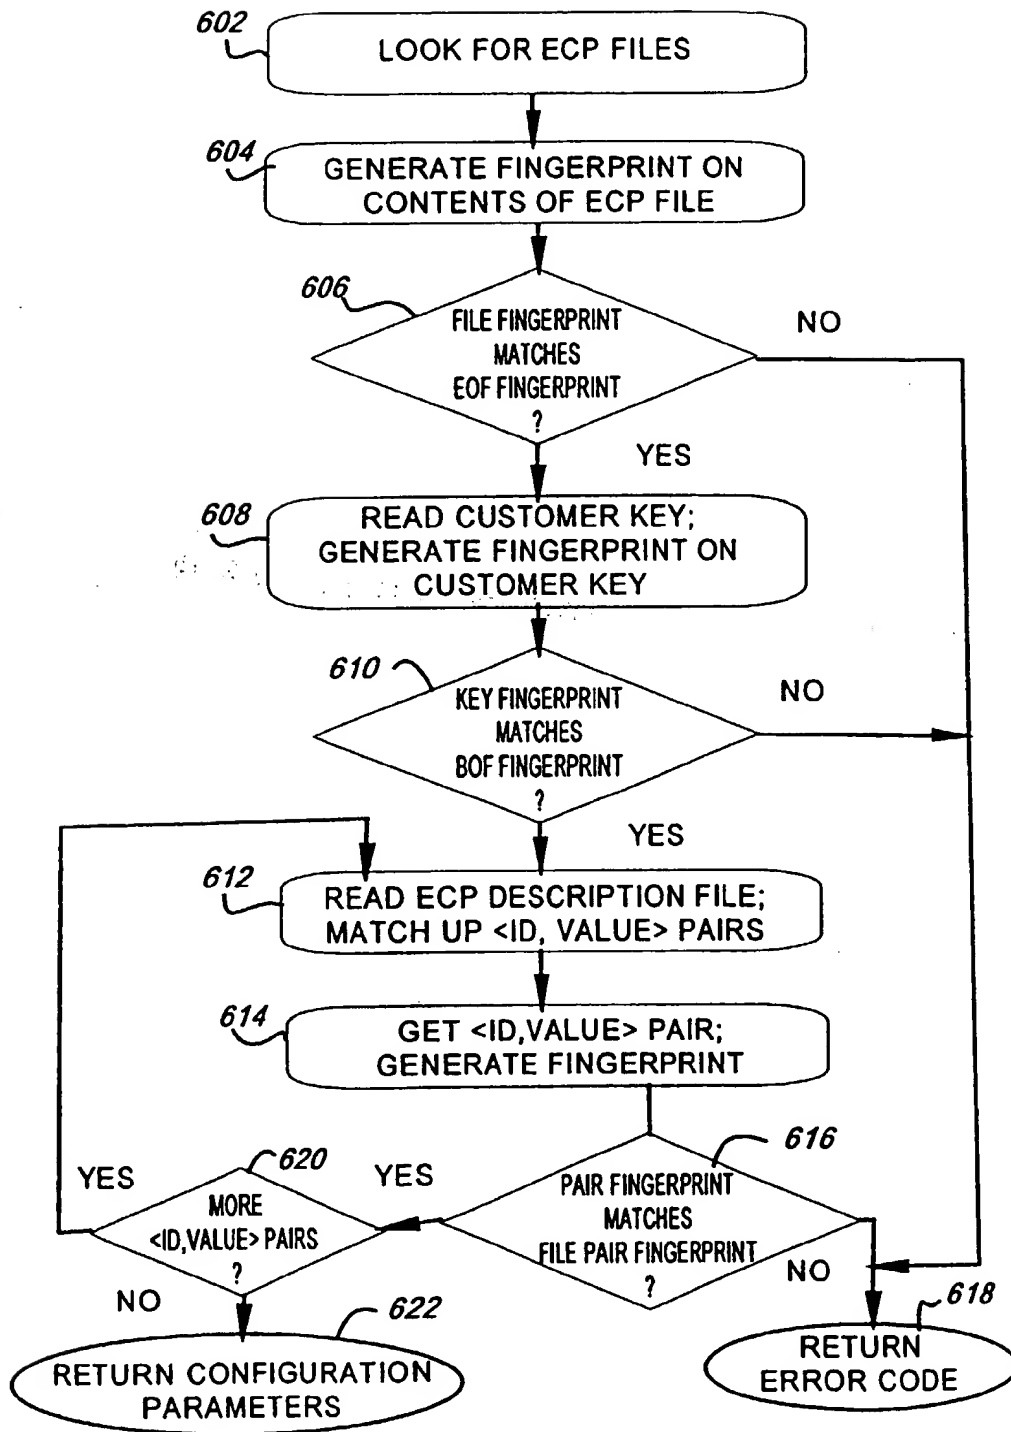 602
LOOK FOR ECP FILES
604
GENERATE FINGERPRINT ON
CONTENTS OF ECP FILE
606
FILE FINGERPRINT
MATCHES
EOF FINGERPRINT
?
NO
YES
608
READ CUSTOMER KEY;
GENERATE FINGERPRINT ON
CUSTOMER KEY
610
KEY FINGERPRINT
MATCHES
BOF FINGERPRINT
?
NO
YES
612
READ ECP DESCRIPTION FILE;
MATCH UP <ID, VALUE> PAIRS
614
GET <ID,VALUE> PAIR;
GENERATE FINGERPRINT
616
PAIR FINGERPRINT
MATCHES
FILE PAIR FINGERPRINT
?
YES
NO
620
MORE
<ID,VALUE> PAIRS
?
YES
NO
622
RETURN CONFIGURATION
PARAMETERS
618
RETURN
ERROR CODE